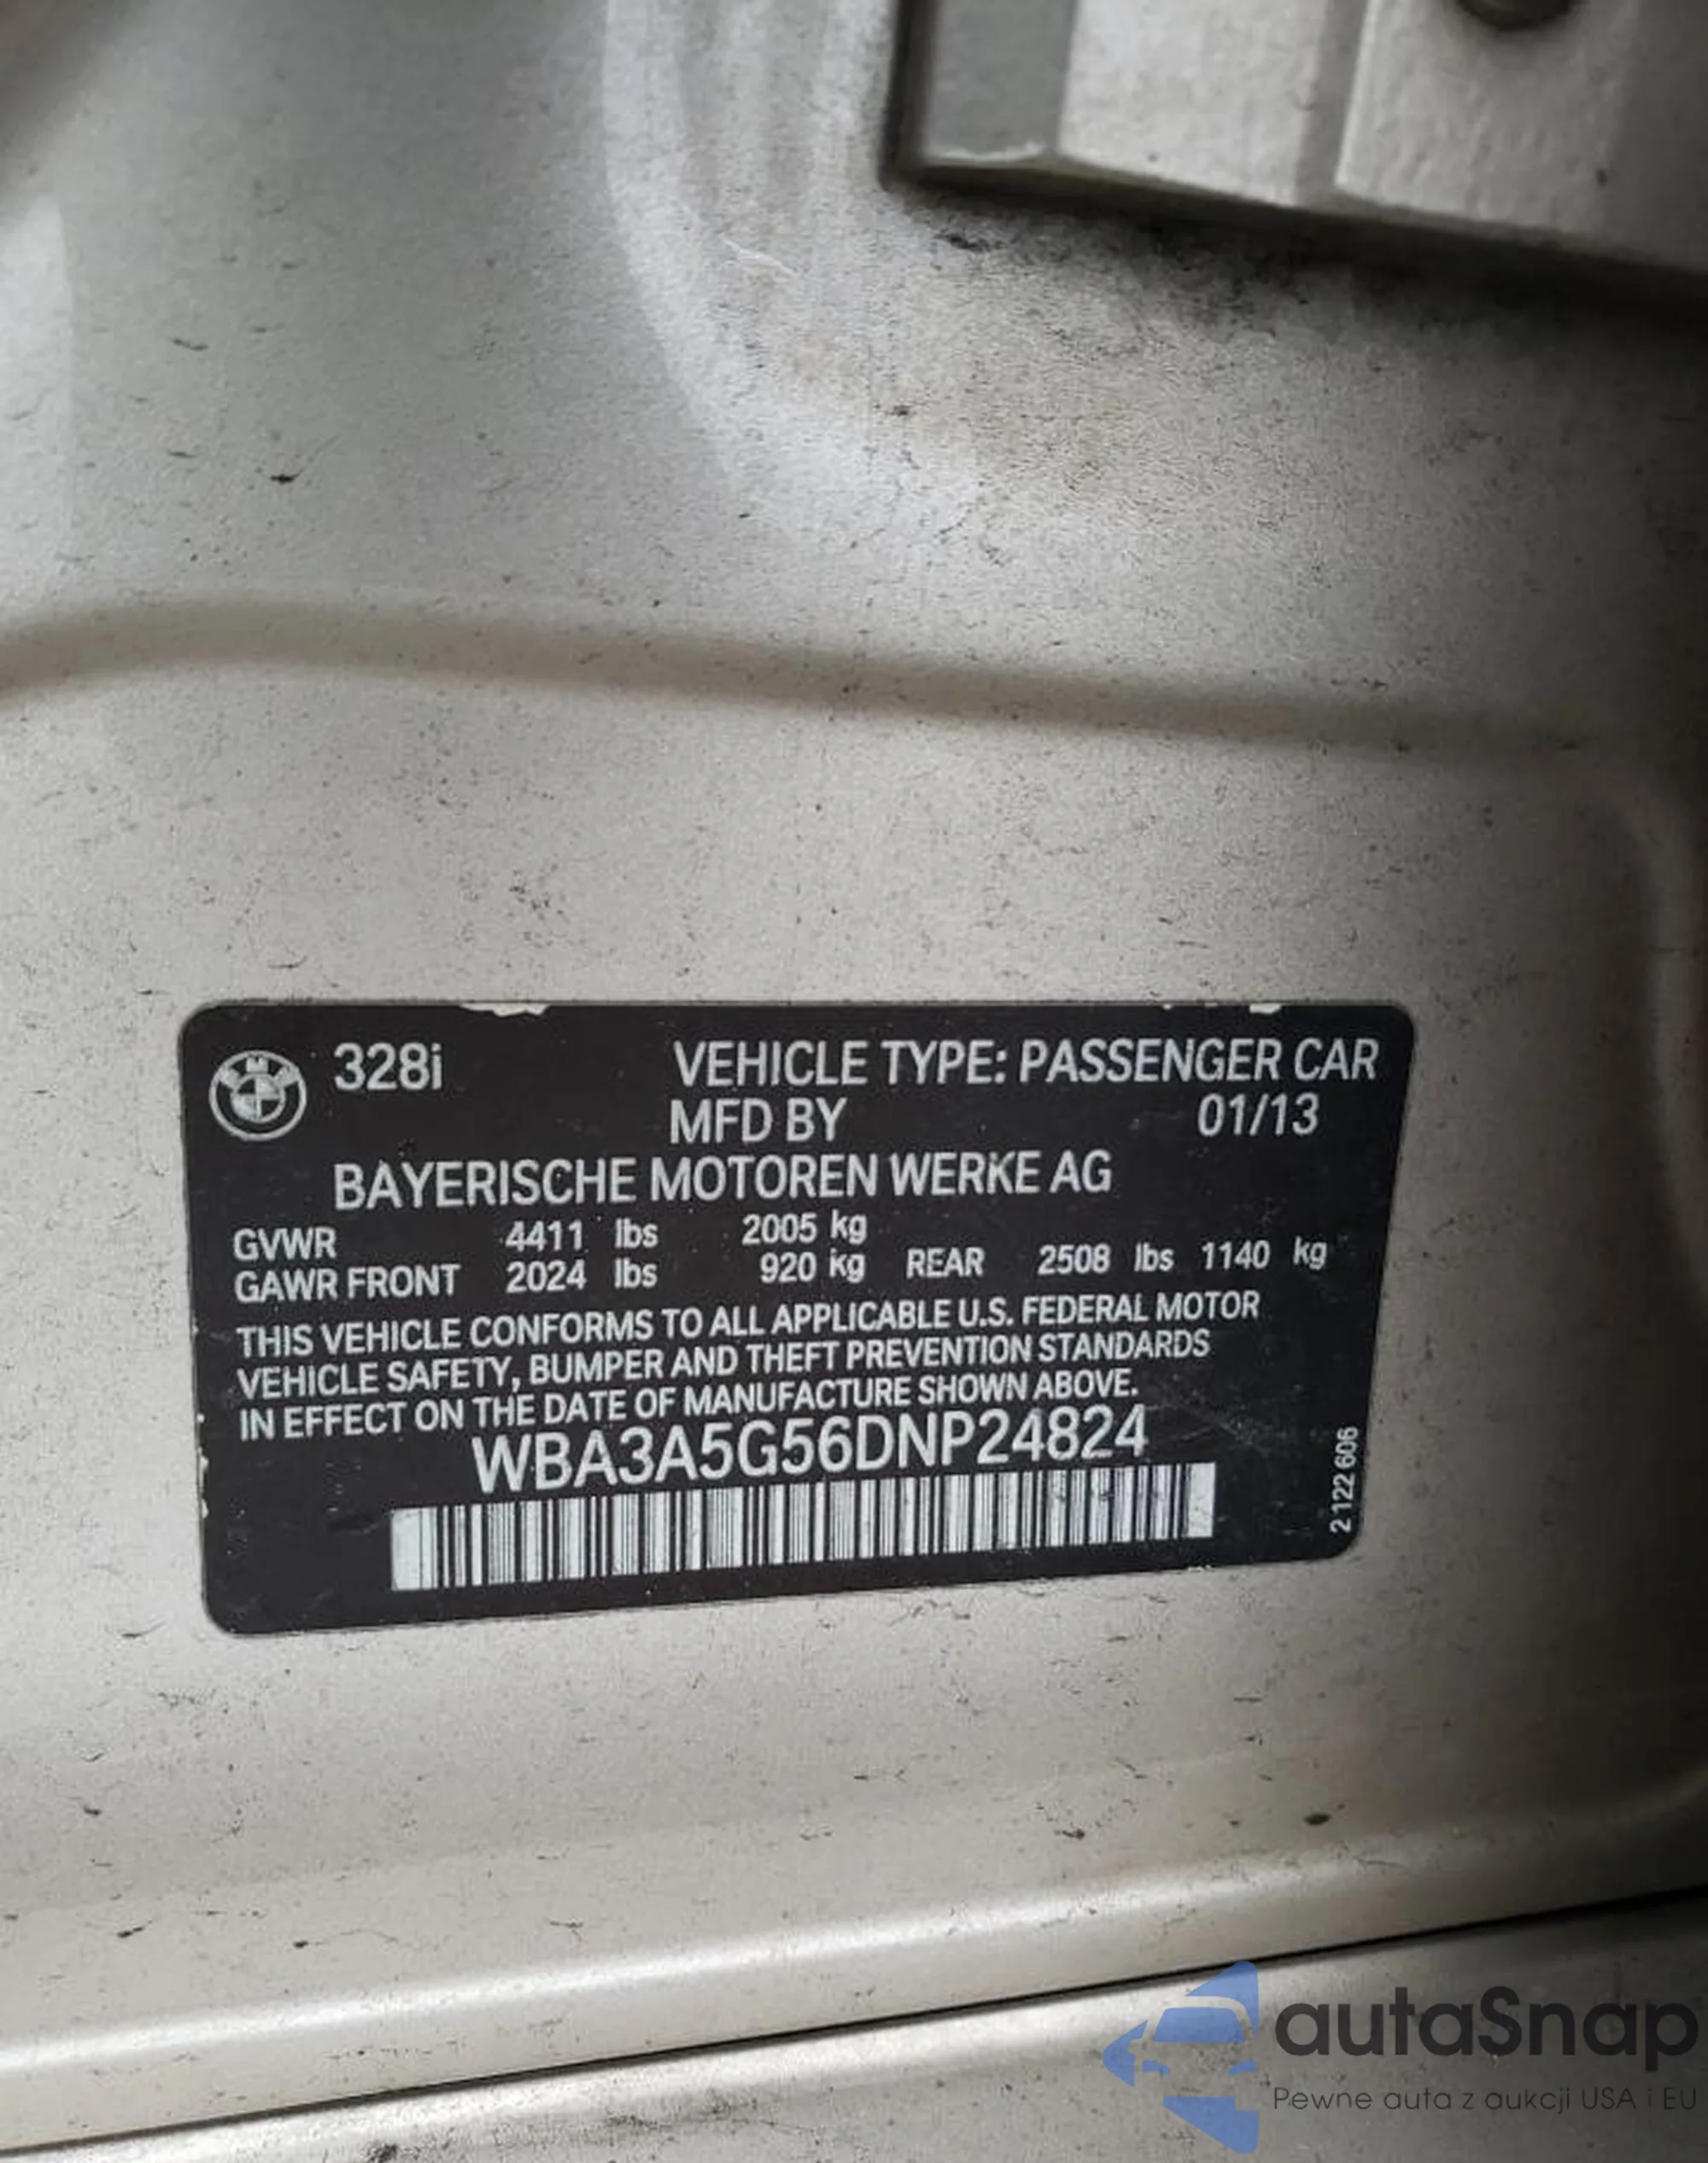 BMW
328i VEHICLE TYPE: PASSENGER CAR
MFD BY 01/13
BAYERISCHE MOTOREN WERKE AG
GVWR 4411 lbs 2005 kg
GAWR FRONT 2024 lbs 920 kg REAR 2508 lbs 1140 kg
THIS VEHICLE CONFORMS TO ALL APPLICABLE U.S. FEDERAL MOTOR
VEHICLE SAFETY, BUMPER AND THEFT PREVENTION STANDARDS
IN EFFECT ON THE DATE OF MANUFACTURE SHOWN ABOVE.
WBA3A5G56DNP24824
2 122 606
autaSnap
Pewne auta z aukcji USA i EU